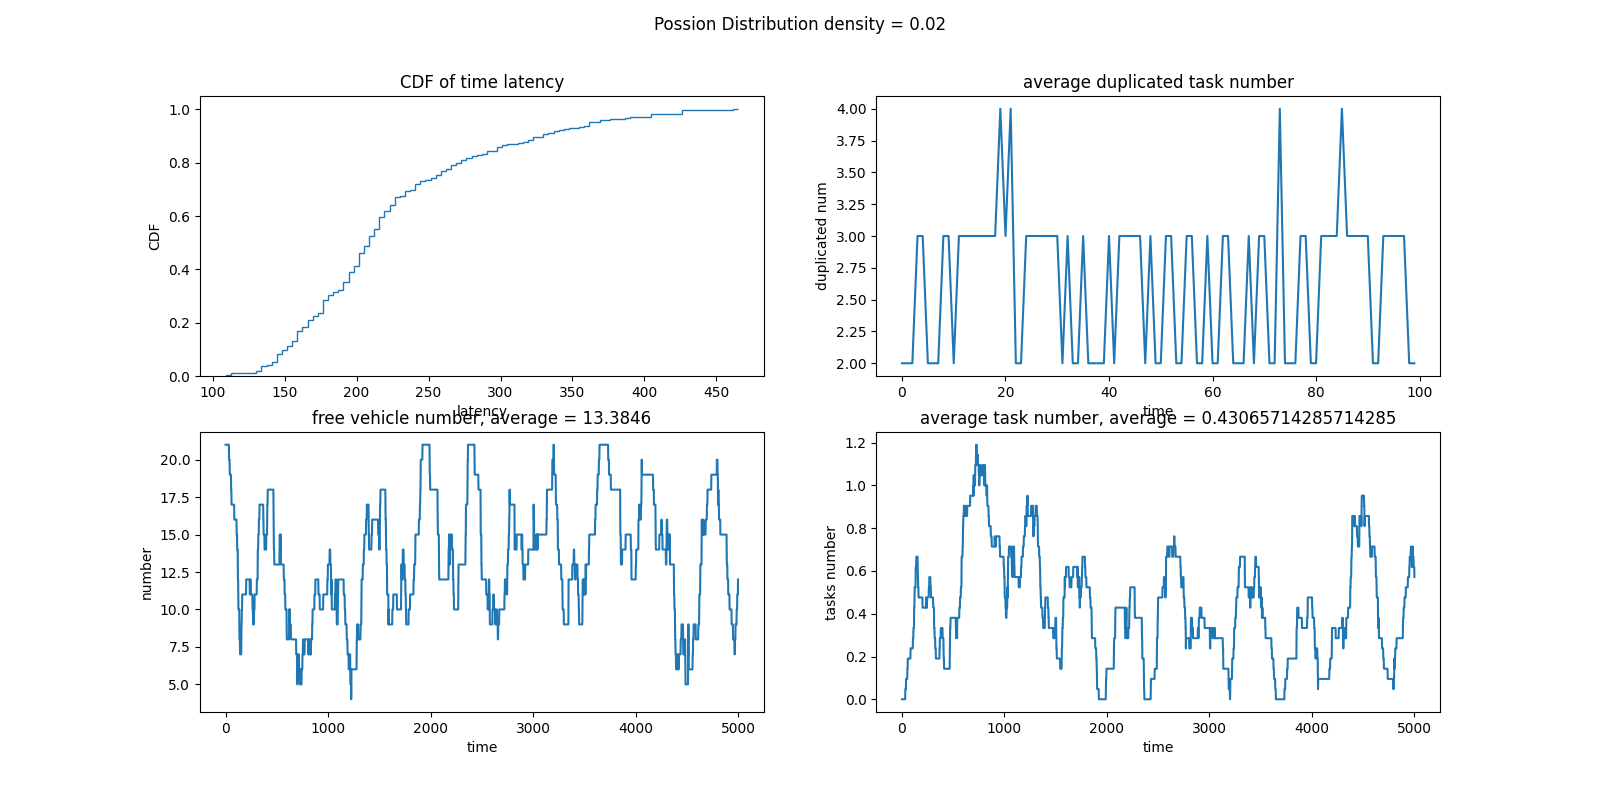 Possion Distribution density = 0.02
CDF of time latency
1.0
0.8
0.6
0.4
0.2
0.0
CDF
100 150 200 250 300 350 400 450
latency
average duplicated task number
4.00
3.75
3.50
3.25
3.00
2.75
2.50
2.25
2.00
duplicated num
0 20 40 60 80 100
time
free vehicle number, average = 13.3846
20.0
17.5
15.0
12.5
10.0
7.5
5.0
number
0 1000 2000 3000 4000 5000
time
average task number, average = 0.43065714285714285
1.2
1.0
0.8
0.6
0.4
0.2
0.0
tasks number
0 1000 2000 3000 4000 5000
time